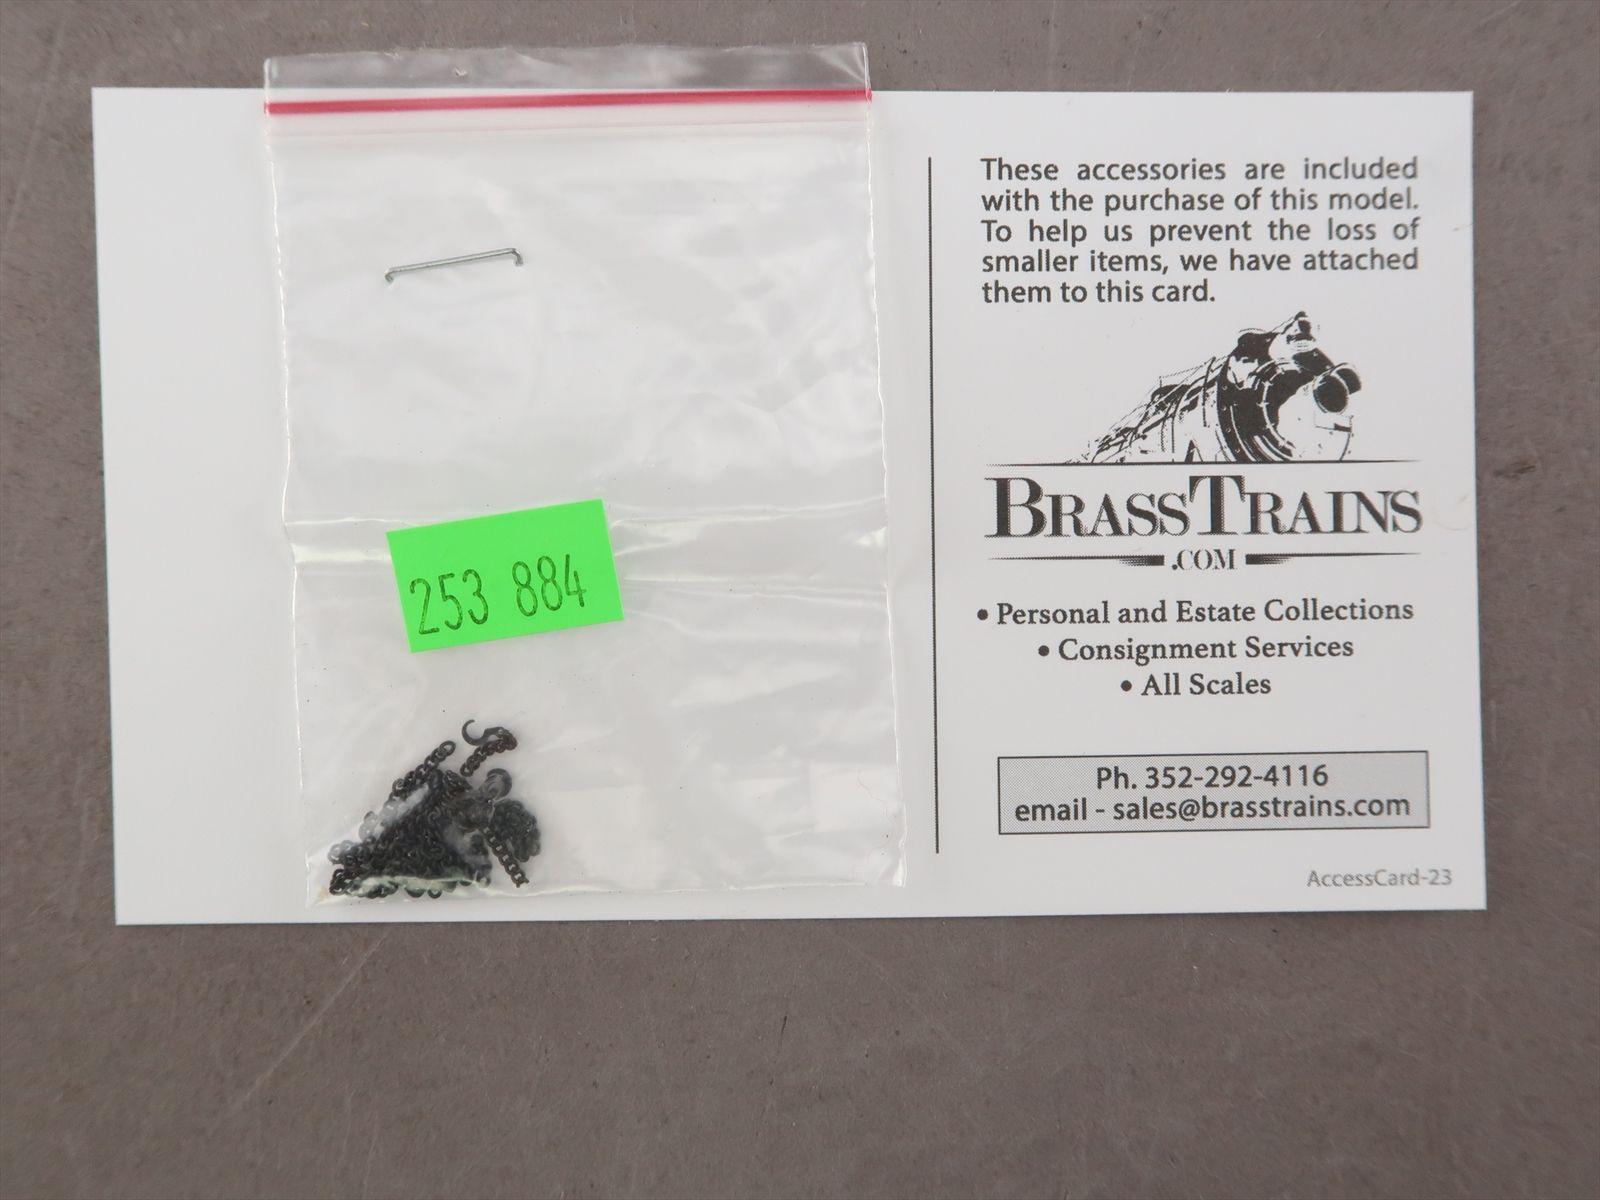 253 884
These accessories are included
with the purchase of this model.
To help us prevent the loss of
smaller items, we have attached
them to this card.
BRASSTRAINS
.COM
• Personal and Estate Collections
• Consignment Services
• All Scales
Ph. 352-292-4116
email - sales@brasstrains.com
AccessCard-23